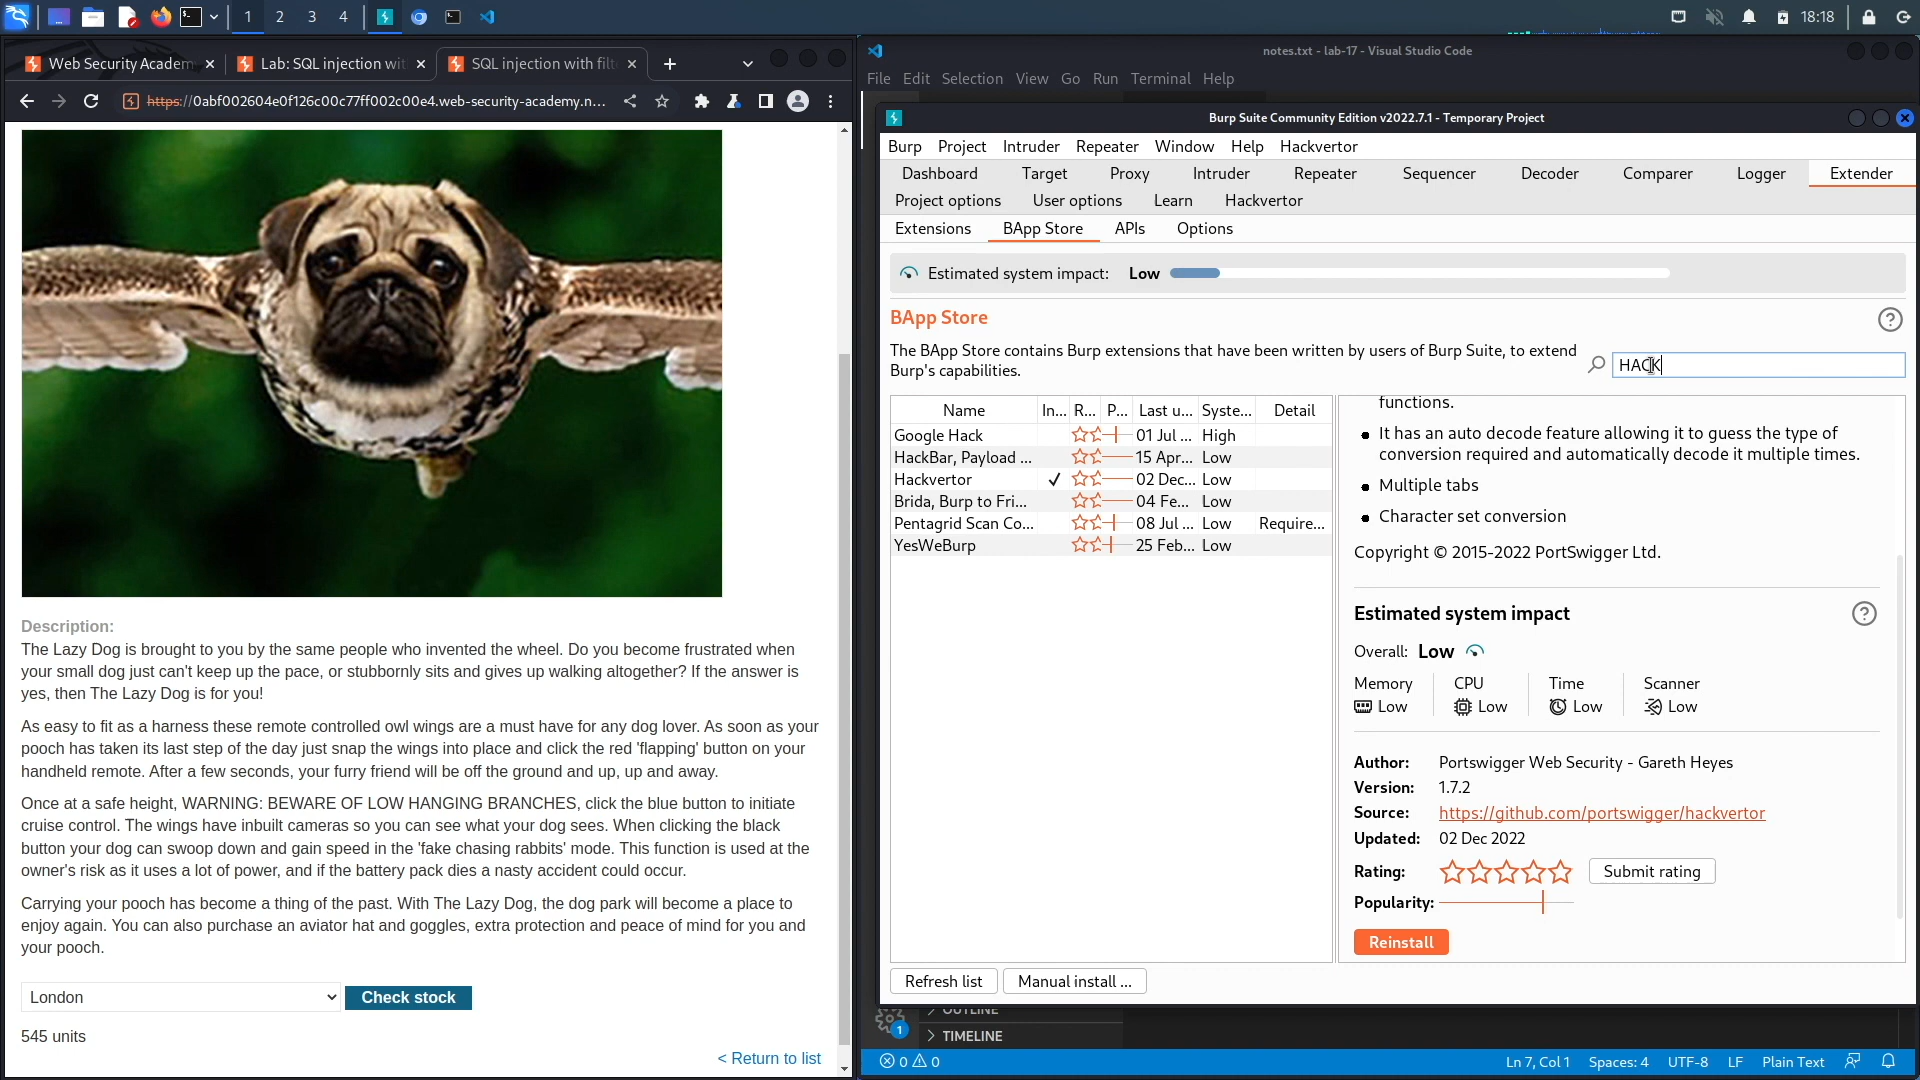 1 2 3 4
18:18
Web Security Academ
Lab: SQL injection wit
SQL injection with filte
https://0abf002604e0f126c00c77ff002c00e4.web-security-academy.n...
Description:
The Lazy Dog is brought to you by the same people who invented the wheel. Do you become frustrated when
your small dog just can't keep up the pace, or stubbornly sits and gives up walking altogether? If the answer is
yes, then The Lazy Dog is for you!
As easy to fit as a harness these remote controlled owl wings are a must have for any dog lover. As soon as your
pooch has taken its last step of the day just snap the wings into place and click the red 'flapping' button on your
handheld remote. After a few seconds, your furry friend will be off the ground and up, up and away.
Once at a safe height, WARNING: BEWARE OF LOW HANGING BRANCHES, click the blue button to initiate
cruise control. The wings have inbuilt cameras so you can see what your dog sees. When clicking the black
button your dog can swoop down and gain speed in the 'fake chasing rabbits' mode. This function is used at the
owner's risk as it uses a lot of power, and if the battery pack dies a nasty accident could occur.
Carrying your pooch has become a thing of the past. With The Lazy Dog, the dog park will become a place to
enjoy again. You can also purchase an aviator hat and goggles, extra protection and peace of mind for you and
your pooch.
London
Check stock
545 units
< Return to list
notes.txt - lab-17 - Visual Studio Code
File Edit Selection View Go Run Terminal Help
Burp Suite Community Edition v2022.7.1 - Temporary Project
Burp Project Intruder Repeater Window Help Hackvertor
Dashboard Target Proxy Intruder Repeater Sequencer Decoder Comparer Logger Extender
Project options User options Learn Hackvertor
Extensions BApp Store APIs Options
Estimated system impact: Low
BApp Store
The BApp Store contains Burp extensions that have been written by users of Burp Suite, to extend
Burp's capabilities.
HACK
Name In... R... P... Last u... Syste... Detail
Google Hack 01 Jul ... High
HackBar, Payload ... 15 Apr... Low
Hackvertor 02 Dec... Low
Brida, Burp to Fri... 04 Fe... Low
Pentagrid Scan Co... 08 Jul ... Low Require...
YesWeBurp 25 Feb... Low
functions.
It has an auto decode feature allowing it to guess the type of
conversion required and automatically decode it multiple times.
Multiple tabs
Character set conversion
Copyright © 2015-2022 PortSwigger Ltd.
Estimated system impact
Overall: Low
Memory CPU Time Scanner
Low Low Low Low
Author: Portswigger Web Security - Gareth Heyes
Version: 1.7.2
Source: https://github.com/portswigger/hackvertor
Updated: 02 Dec 2022
Rating: Submit rating
Popularity:
Reinstall
Refresh list
Manual install ...
OUTLINE
1
TIMELINE
0 0
Ln 7, Col 1 Spaces: 4 UTF-8 LF Plain Text